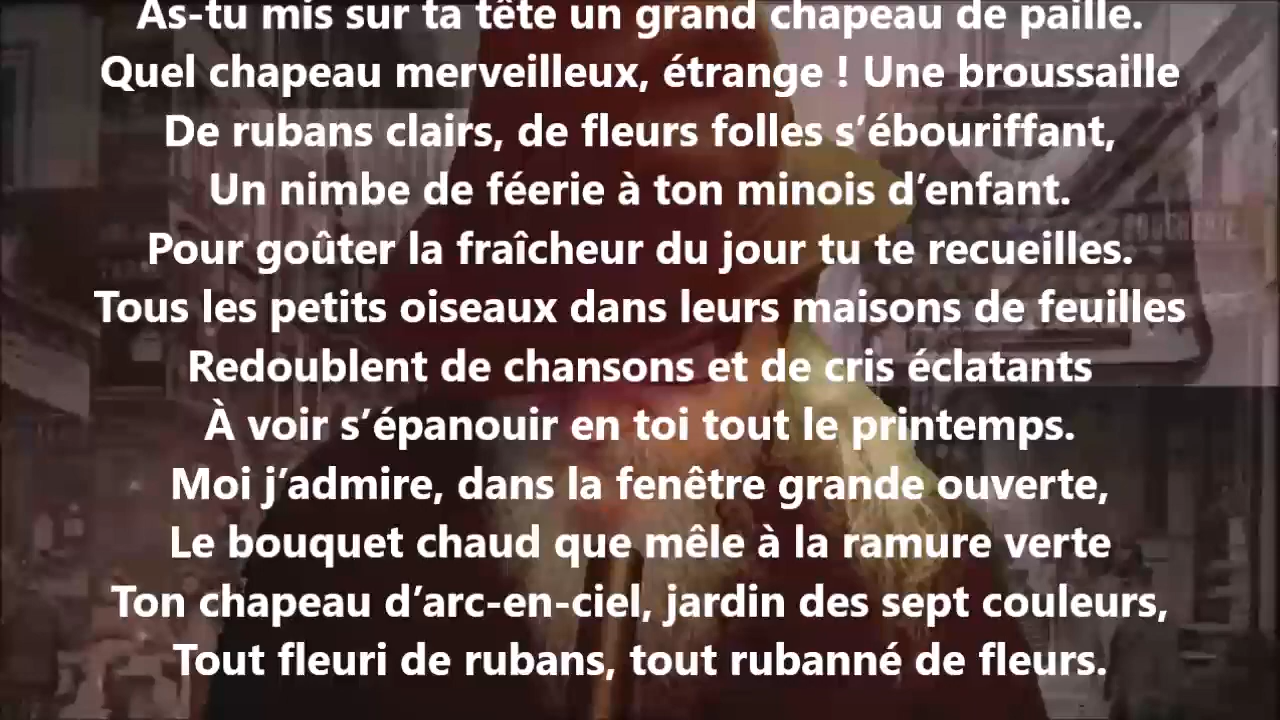 As-tu mis sur ta tête un grand chapeau de paille.
Quel chapeau merveilleux, étrange ! Une broussaille
De rubans clairs, de fleurs folles s’ébouriffant,
Un nimbe de féerie à ton minois d’enfant.
Pour goûter la fraîcheur du jour tu te recueilles.
Tous les petits oiseaux dans leurs maisons de feuilles
Redoublent de chansons et de cris éclatants
À voir s’épanouir en toi tout le printemps.
Moi j’admire, dans la fenêtre grande ouverte,
Le bouquet chaud que mêle à la ramure verte
Ton chapeau d’arc-en-ciel, jardin des sept couleurs,
Tout fleuri de rubans, tout rubanné de fleurs.
BOUCHERIE